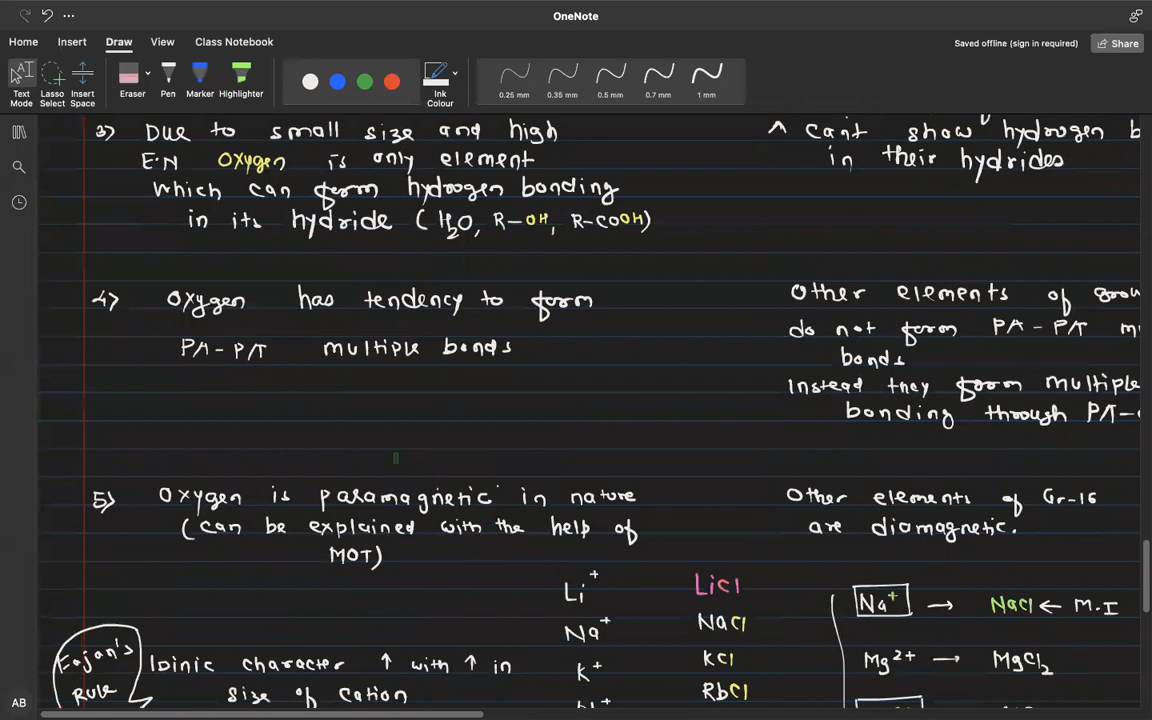 OneNote
Home Insert Draw View Class Notebook
Saved offline (sign in required) Share
Text Mode
Lasso Select
Insert Space
Eraser
Pen
Marker
Highlighter
Ink Colour
0.25 mm 0.35 mm 0.5 mm 0.7 mm 1 mm
3) Due to small size and high
E.N Oxygen is only element
which can form hydrogen bonding
in its hydride (H2O, R-OH, R-COOH)
can't show hydrogen b
in their hydrides
4) Oxygen has tendency to form
Pπ-Pπ multiple bonds
Other elements of grou
do not form Pπ-Pπ mu
bonds
Instead they form multiple
bonding through Pπ-
5) Oxygen is paramagnetic in nature
(can be explained with the help of
MOT)
Other elements of Gr-16
are diamagnetic.
Li+ LiCl
Na+ NaCl
K+ KCl
RbCl
Na+ → NaCl ← M.I
Mg2+ → MgCl2
Fajan's
Rule
Ioinic character ↑ with ↑ in
size of cation
AB